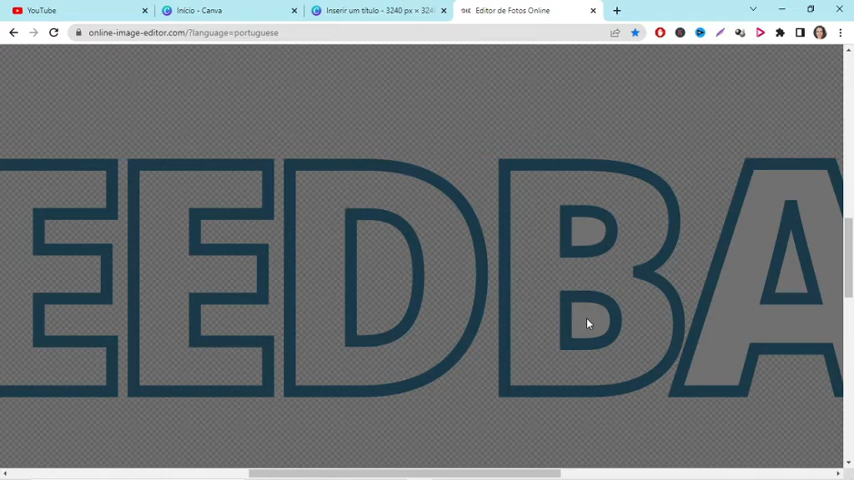 YouTube
Início - Canva
Inserir um título - 3240 px × 324
Editor de Fotos Online
online-image-editor.com/?language=portuguese
EEDBA